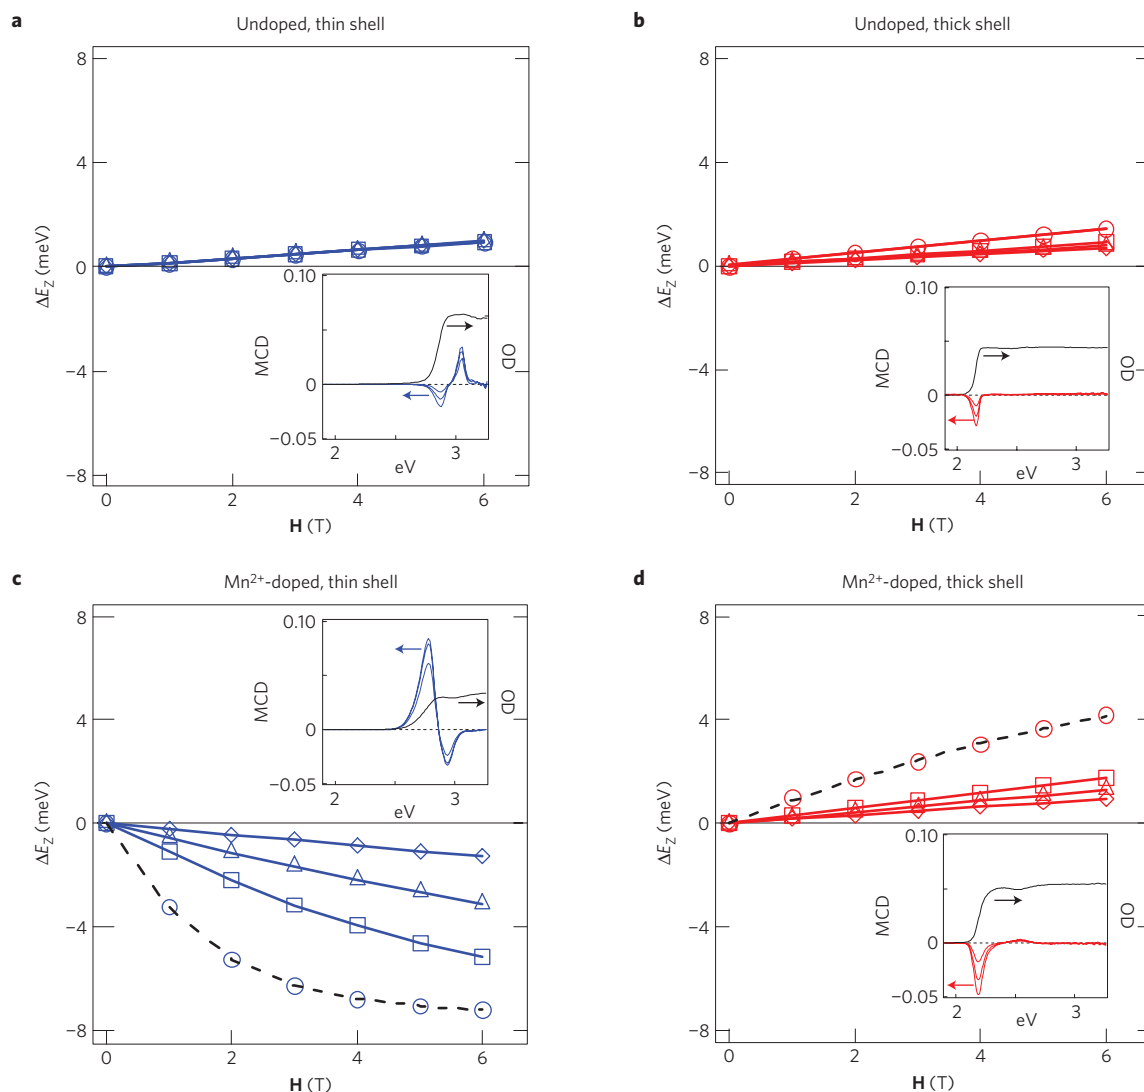 a Undoped, thin shell
8
4
0
−4
−8
ΔE_Z (meV)
0 2 4 6
H (T)
0.10
0
−0.05
MCD
OD
2 3
eV
b Undoped, thick shell
8
4
0
−4
−8
ΔE_Z (meV)
0 2 4 6
H (T)
0.10
0
−0.05
MCD
OD
2 3
eV
c Mn²⁺-doped, thin shell
8
4
0
−4
−8
ΔE_Z (meV)
0 2 4 6
H (T)
0.10
0
−0.05
MCD
OD
2 3
eV
d Mn²⁺-doped, thick shell
8
4
0
−4
−8
ΔE_Z (meV)
0 2 4 6
H (T)
0.10
0
−0.05
MCD
OD
2 3
eV